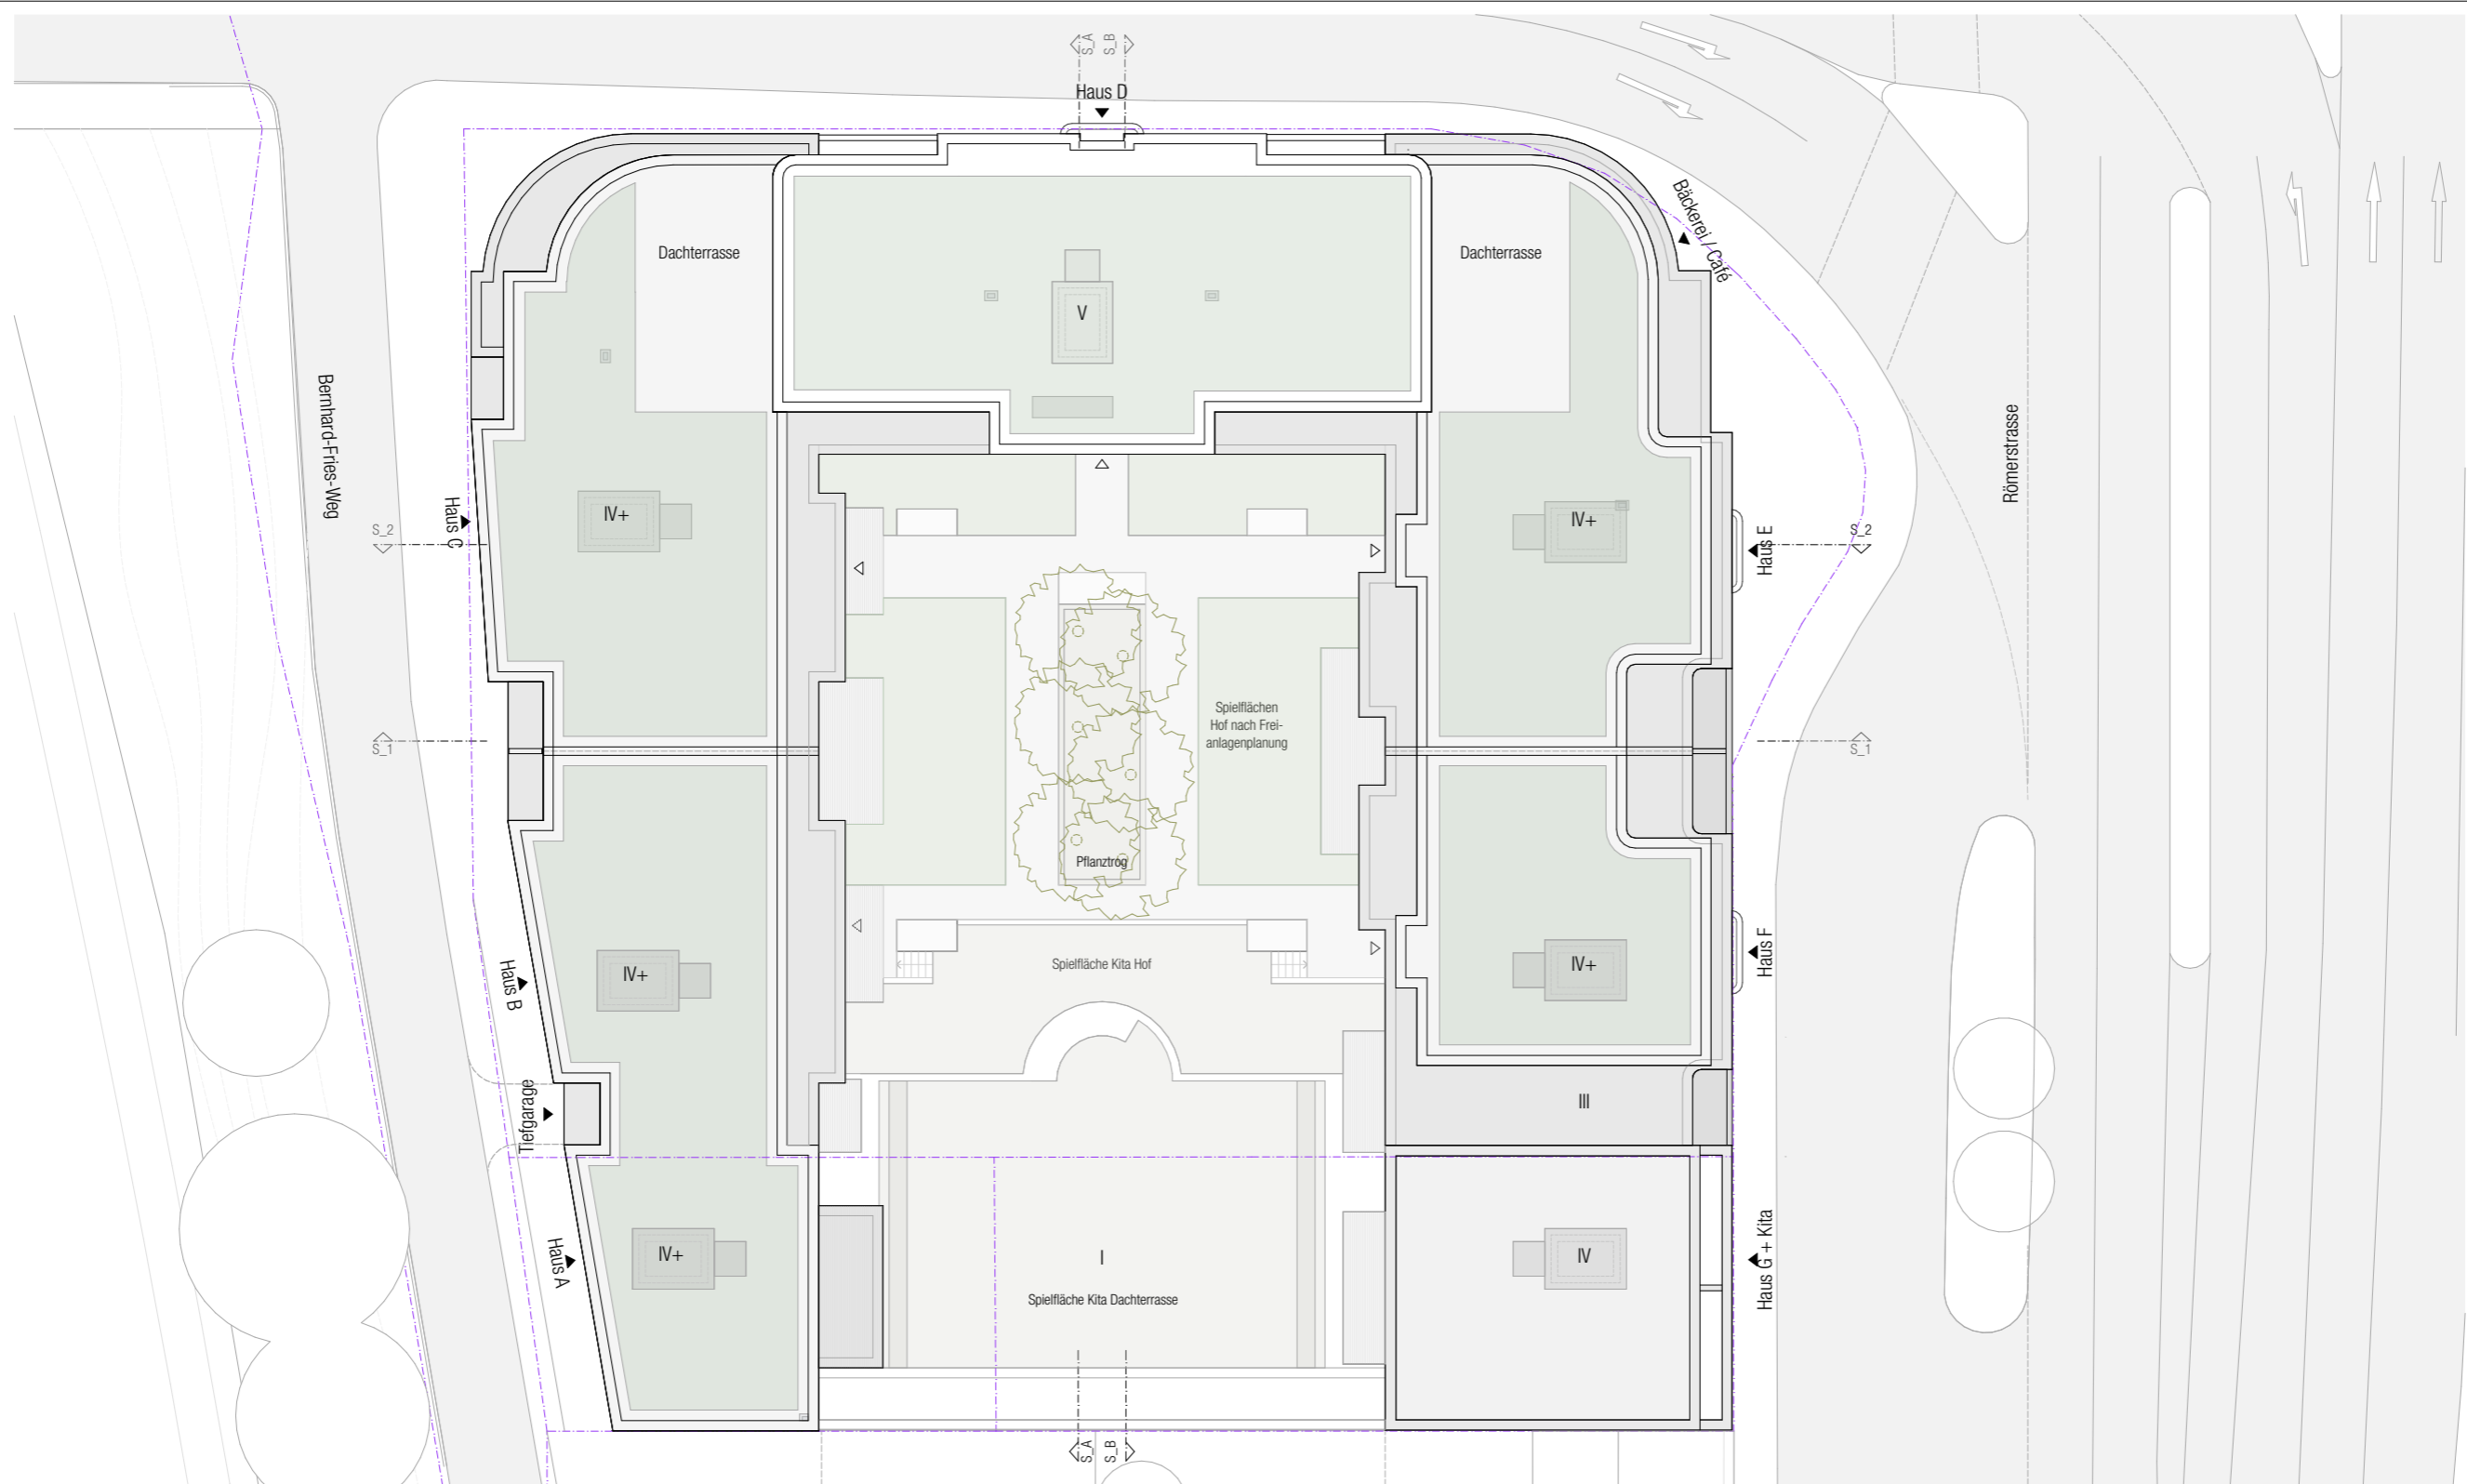 S_A
S_B
Haus D
Bäckerei / Café
Dachterrasse
Dachterrasse
V
Bernhard-Fries-Weg
Römerstrasse
Haus C
IV+
IV+
S_2
S_2
Haus E
Spielflächen
Hof nach Frei-
anlagenplanung
S_1
S_1
Pflanztrog
Haus B
IV+
Spielfläche Kita Hof
IV+
Haus F
Tiefgarage
III
Haus A
IV+
I
IV
Haus G + Kita
Spielfläche Kita Dachterrasse
S_A
S_B